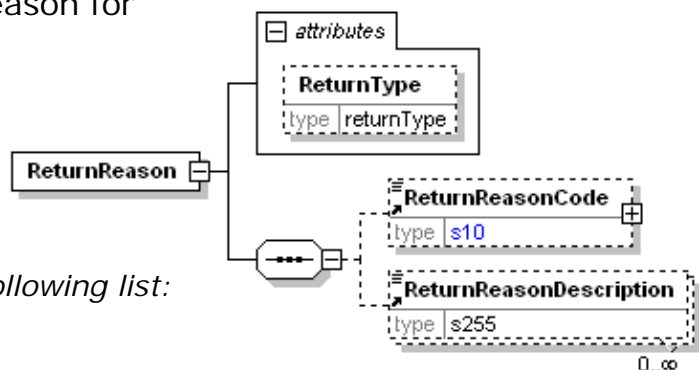 eason for
attributes
ReturnType
type returnType
ReturnReason
ReturnReasonCode
type s10
ollowing list:
ReturnReasonDescription
type s255
0..∞